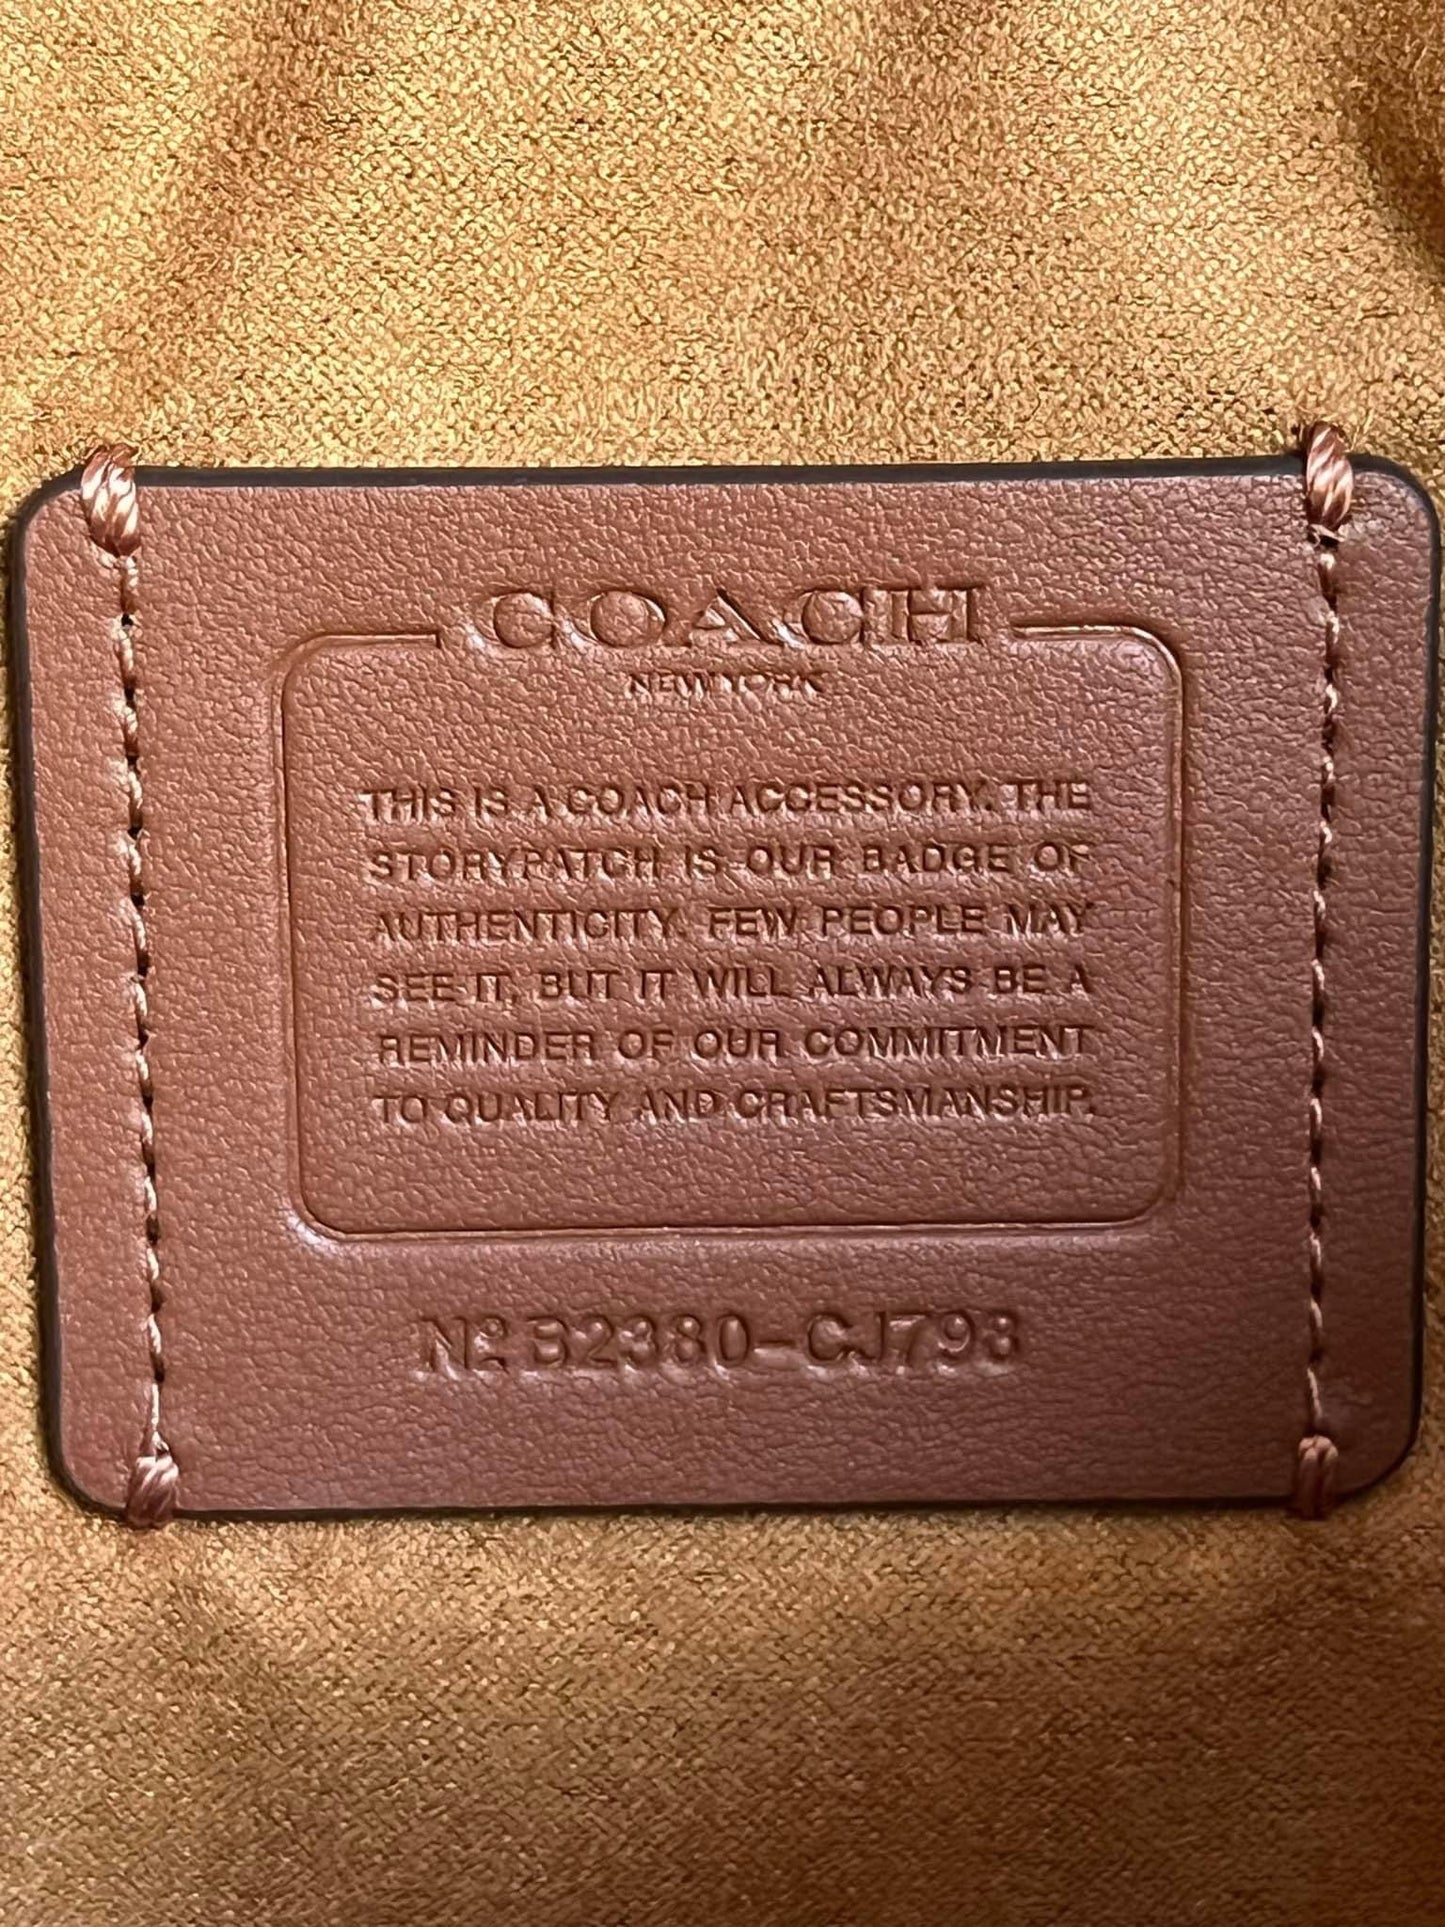 COACH
NEW YORK
THIS IS A COACH ACCESSORY. THE
STORYPATCH IS OUR BADGE OF
AUTHENTICITY. FEW PEOPLE MAY
SEE IT, BUT IT WILL ALWAYS BE A
REMINDER OF OUR COMMITMENT
TO QUALITY AND CRAFTSMANSHIP.
Nº B2380-CJ793